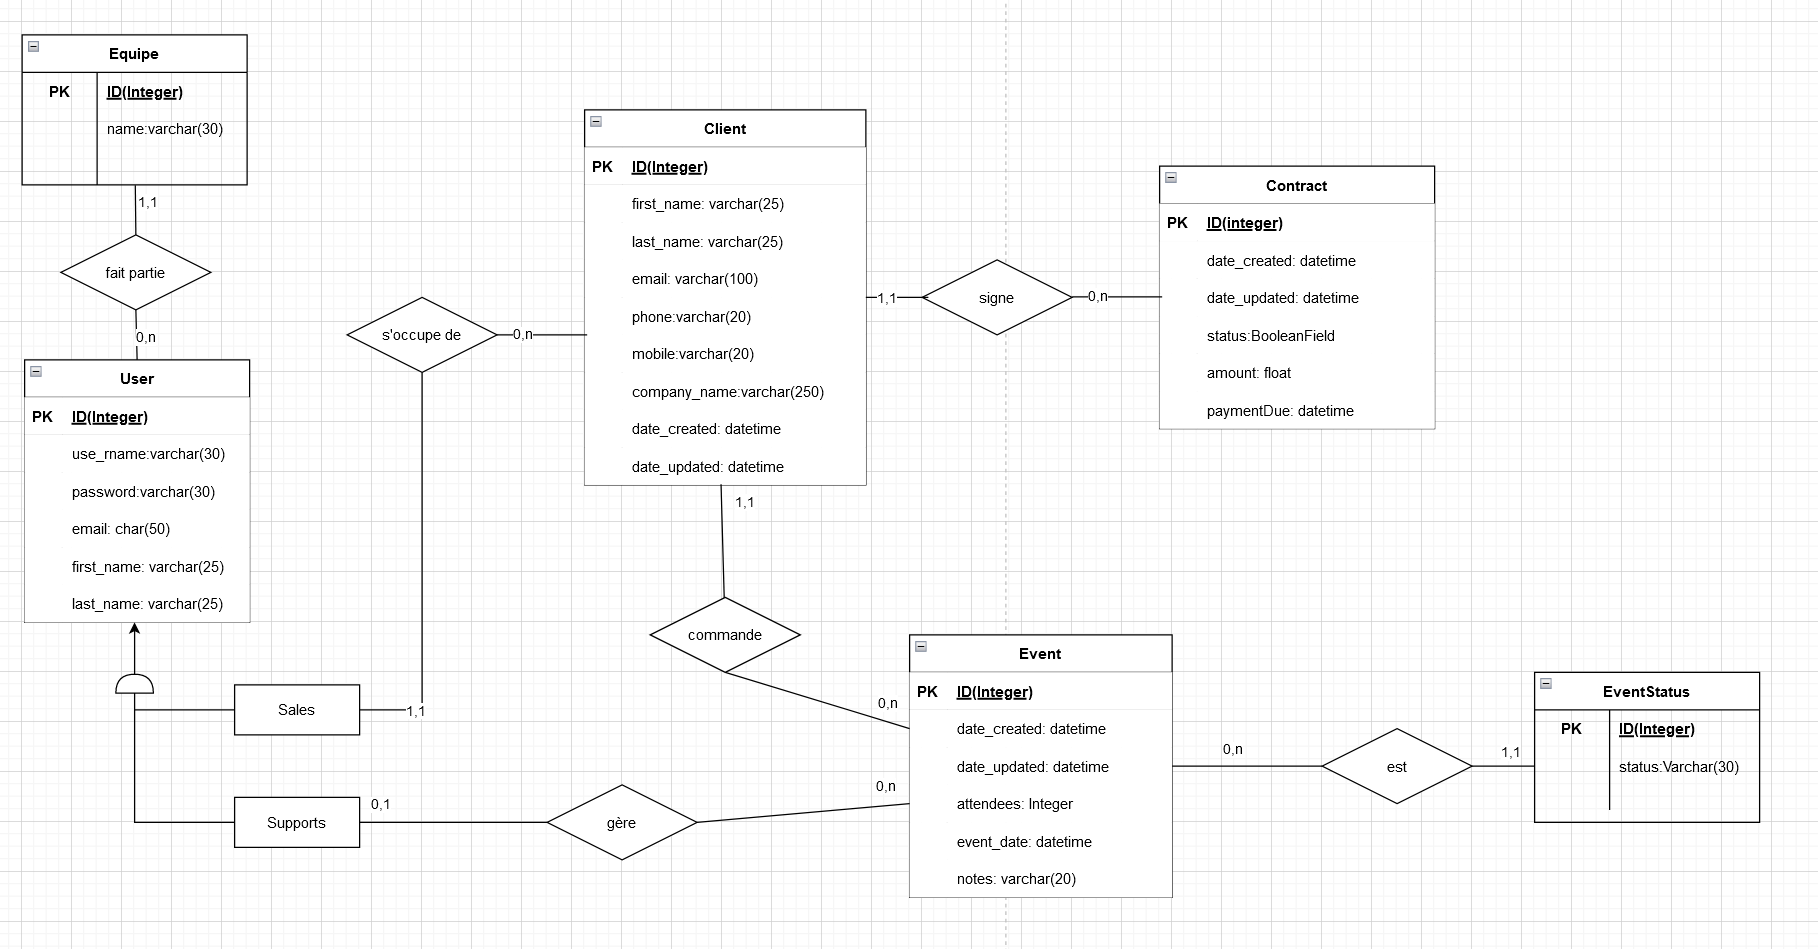 Equipe
PK ID(Integer)
name:varchar(30)
1,1
fait partie
0,n
User
PK ID(Integer)
use_rname:varchar(30)
password:varchar(30)
email: char(50)
first_name: varchar(25)
last_name: varchar(25)
Sales
1,1
s'occupe de
0,n
Supports
0,1
gère
0,n
Client
PK ID(Integer)
first_name: varchar(25)
last_name: varchar(25)
email: varchar(100)
phone:varchar(20)
mobile:varchar(20)
company_name:varchar(250)
date_created: datetime
date_updated: datetime
1,1
signe
0,n
Contract
PK ID(integer)
date_created: datetime
date_updated: datetime
status:BooleanField
amount: float
paymentDue: datetime
1,1
commande
0,n
Event
PK ID(Integer)
date_created: datetime
date_updated: datetime
attendees: Integer
event_date: datetime
notes: varchar(20)
0,n
est
1,1
EventStatus
PK ID(Integer)
status:Varchar(30)